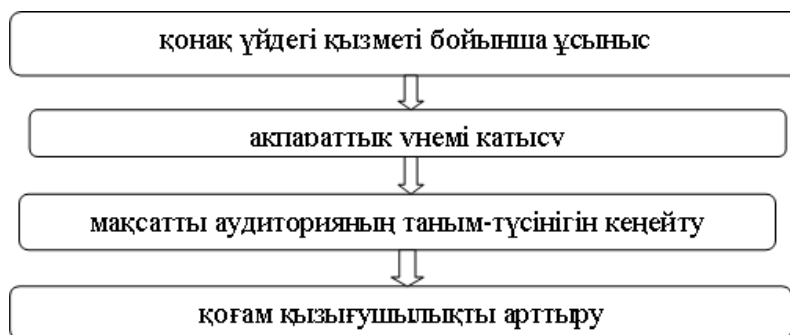 қонақ үйдегі қызметі бойынша ұсыныс
ақпараттық үнемі қатысу
мақсатты аудиторияның таным-түсінігін кеңейту
қоғам қызығушылықты арттыру